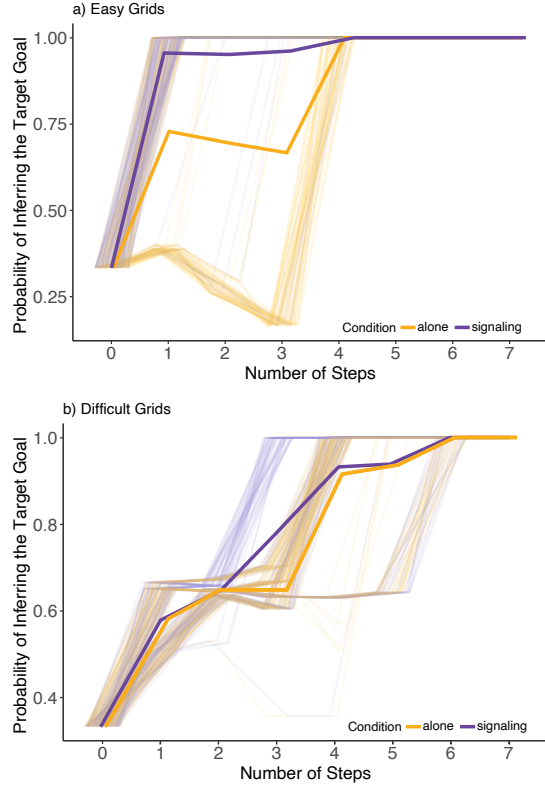 a) Easy Grids
1.00
0.75
0.50
0.25
Probability of Inferring the Target Goal
Condition alone signaling
0 1 2 3 4 5 6 7
Number of Steps
b) Difficult Grids
1.0
0.8
0.6
0.4
Probability of Inferring the Target Goal
Condition alone signaling
0 1 2 3 4 5 6 7
Number of Steps